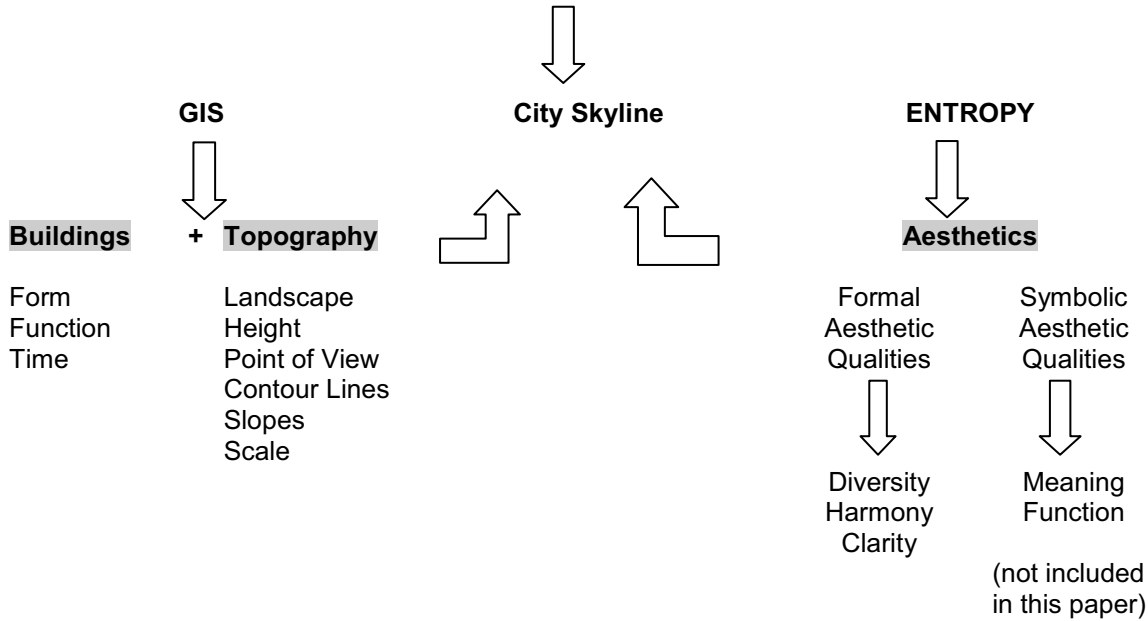 GIS
City Skyline
ENTROPY
Buildings + Topography
Aesthetics
Form
Function
Time
Landscape
Height
Point of View
Contour Lines
Slopes
Scale
Formal
Aesthetic
Qualities
Symbolic
Aesthetic
Qualities
Diversity
Harmony
Clarity
Meaning
Function
(not included
in this paper)